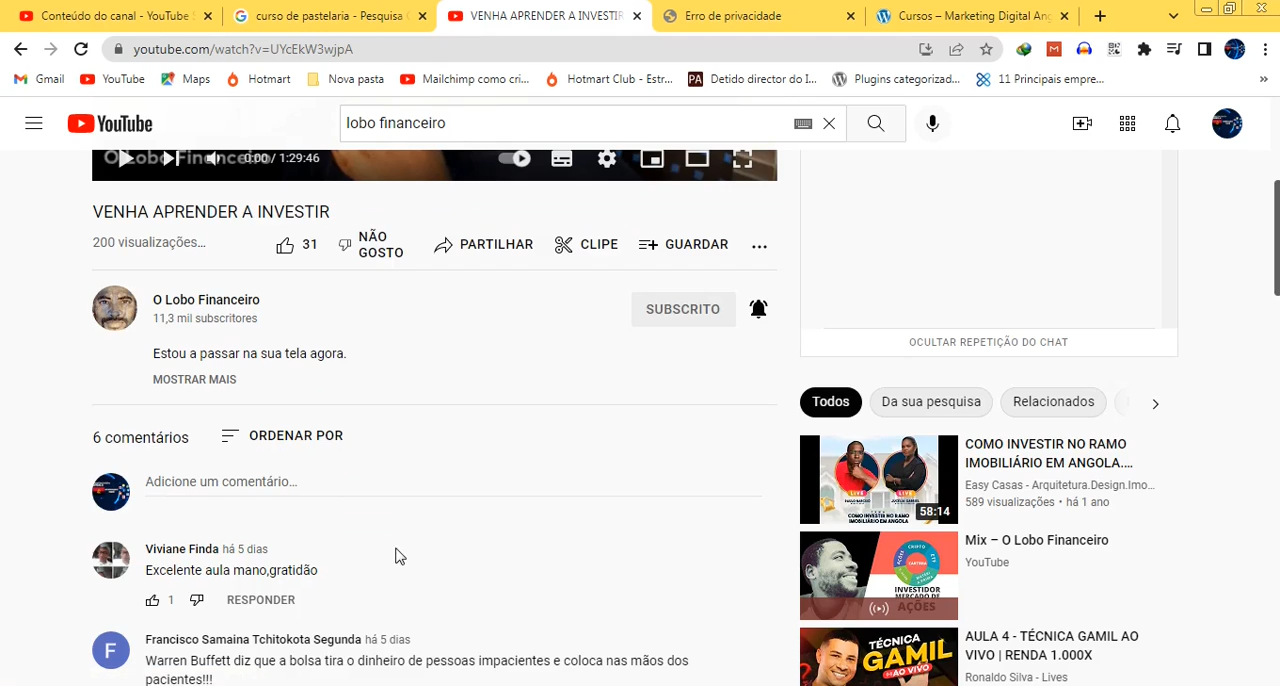 Conteúdo do canal - YouTube S
curso de pastelaria - Pesquisa G
VENHA APRENDER A INVESTIR
Erro de privacidade
Cursos – Marketing Digital Ang
youtube.com/watch?v=UYcEkW3wjpA
Gmail
YouTube
Maps
Hotmart
Nova pasta
Mailchimp como cri...
Hotmart Club - Estr...
PA
Detido director do I...
Plugins categorizad...
11 Principais empre...
»
YouTube
lobo financeiro
O Lobo Financeiro
0:00 / 1:29:46
VENHA APRENDER A INVESTIR
200 visualizações...
31
NÃO
GOSTO
PARTILHAR
CLIPE
GUARDAR
O Lobo Financeiro
11,3 mil subscritores
SUBSCRITO
Estou a passar na sua tela agora.
MOSTRAR MAIS
6 comentários
ORDENAR POR
Adicione um comentário...
Viviane Finda há 5 dias
Excelente aula mano,gratidão
1
RESPONDER
F
Francisco Samaina Tchitokota Segunda há 5 dias
Warren Buffett diz que a bolsa tira o dinheiro de pessoas impacientes e coloca nas mãos dos
pacientes!!!
OCULTAR REPETIÇÃO DO CHAT
Todos
Da sua pesquisa
Relacionados
LIVE
LIVE
COMO INVESTIR NO RAMO
IMOBILIÁRIO EM ANGOLA
58:14
COMO INVESTIR NO RAMO
IMOBILIÁRIO EM ANGOLA....
Easy Casas - Arquitetura.Design.Imo...
589 visualizações • há 1 ano
INVESTIDOR
MERCADO DE
AÇÕES
Mix – O Lobo Financeiro
YouTube
TÉCNICA
GAMIL
AO VIVO
AULA 4 - TÉCNICA GAMIL AO
VIVO | RENDA 1.000X
Ronaldo Silva - Lives